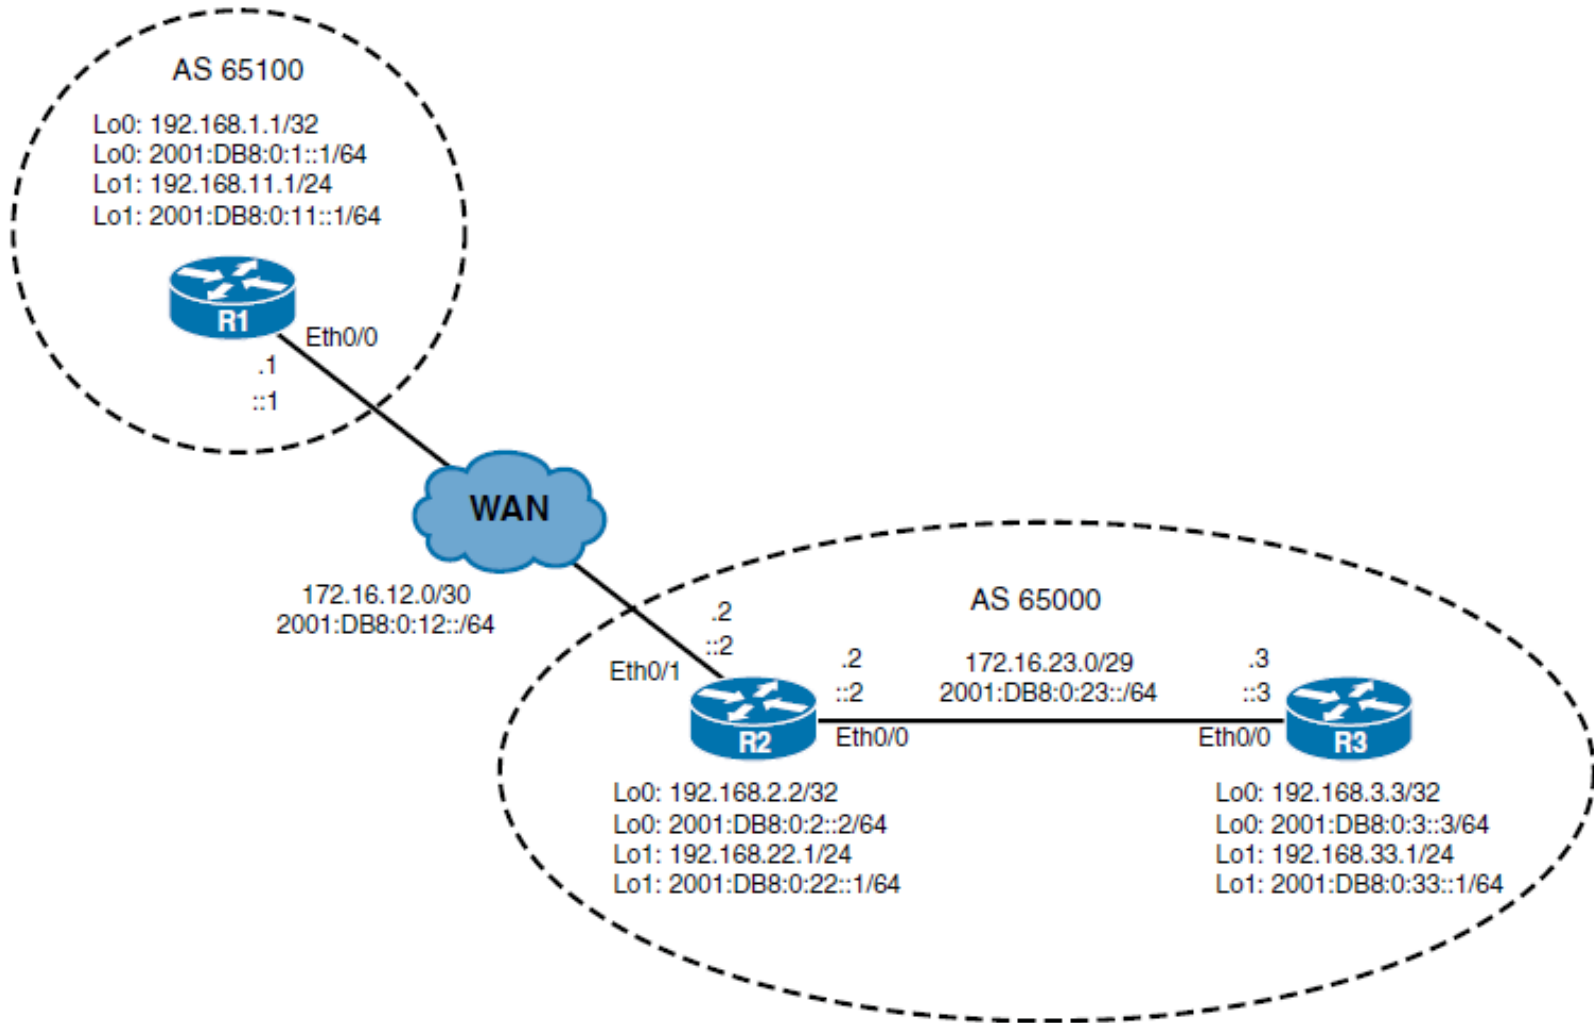 AS 65100
Lo0: 192.168.1.1/32
Lo0: 2001:DB8:0:1::1/64
Lo1: 192.168.11.1/24
Lo1: 2001:DB8:0:11::1/64
R1
Eth0/0
.1
::1
WAN
172.16.12.0/30
2001:DB8:0:12::/64
AS 65000
.2
::2
Eth0/1
.2
::2
172.16.23.0/29
2001:DB8:0:23::/64
.3
::3
R2
Eth0/0
Eth0/0
R3
Lo0: 192.168.2.2/32
Lo0: 2001:DB8:0:2::2/64
Lo1: 192.168.22.1/24
Lo1: 2001:DB8:0:22::1/64
Lo0: 192.168.3.3/32
Lo0: 2001:DB8:0:3::3/64
Lo1: 192.168.33.1/24
Lo1: 2001:DB8:0:33::1/64